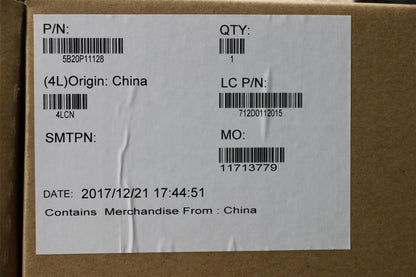 P/N:
5B20P11128
QTY:
1
(4L)Origin: China
4LCN
LC P/N:
712D0112015
SMTPN:
MO:
11713779
DATE: 2017/12/21 17:44:51
Contains Merchandise From : China